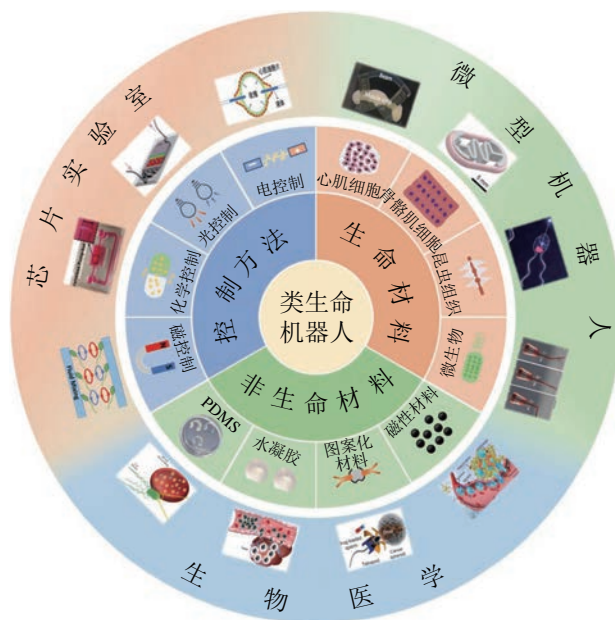 类生命
机器人
控制方法
生命材料
非生命材料
电控制
光控制
化学控制
磁控制
心肌细胞
骨骼肌细胞
昆虫组织
微生物
PDMS
水凝胶
图案化
材料
磁性材料
芯片实验室
微型机器人
生物医学
Fluid Mixing